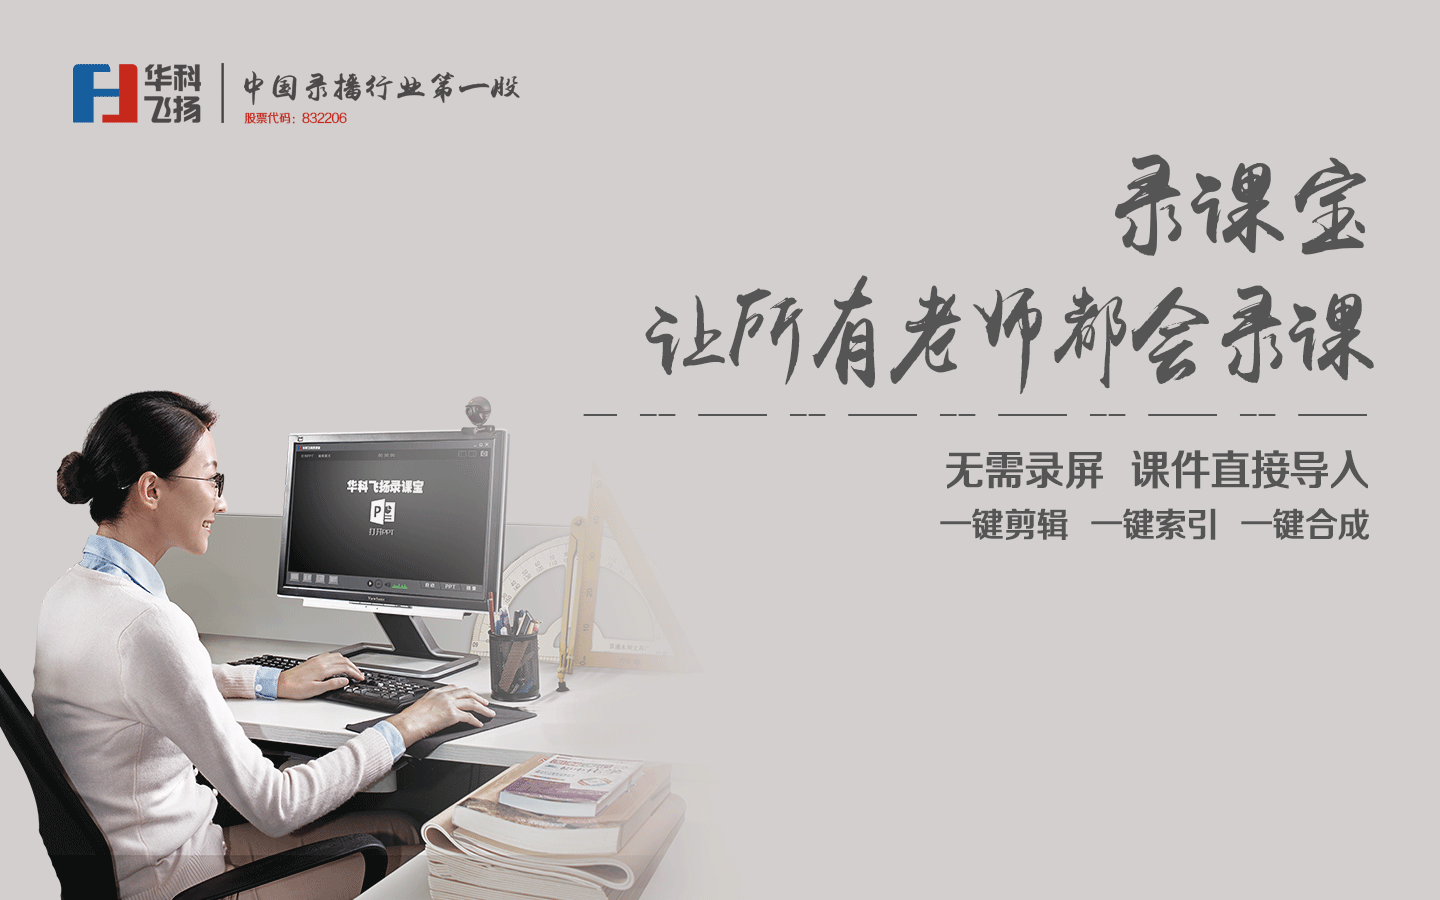 华科
飞扬
中国录播行业第一股
股票代码：832206
录课宝
让所有老师都会录课
无需录屏 课件直接导入
一键剪辑 一键索引 一键合成
华科飞扬录课宝
P
打开PPT
PPT
ViewSonic